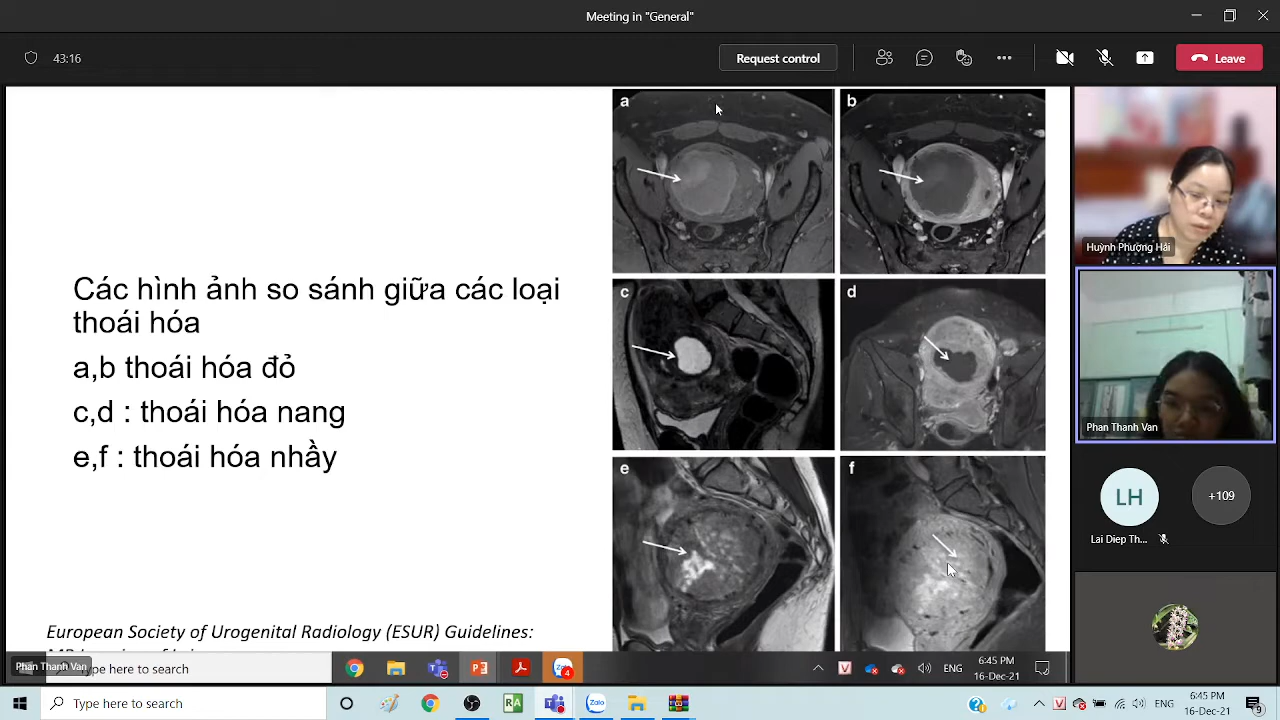 Meeting in "General"
43:16
Request control
Leave
Các hình ảnh so sánh giữa các loại
thoái hóa
a,b thoái hóa đỏ
c,d : thoái hóa nang
e,f : thoái hóa nhầy
a
b
c
d
e
f
European Society of Urogenital Radiology (ESUR) Guidelines:
Huỳnh Phượng Hải
Phan Thanh Van
LH
+109
Lai Diep Th...
Phan Thanh Van
Type here to search
4
V
ENG
6:45 PM
16-Dec-21
Type here to search
RA
V
ENG
6:45 PM
16-Dec-21
9